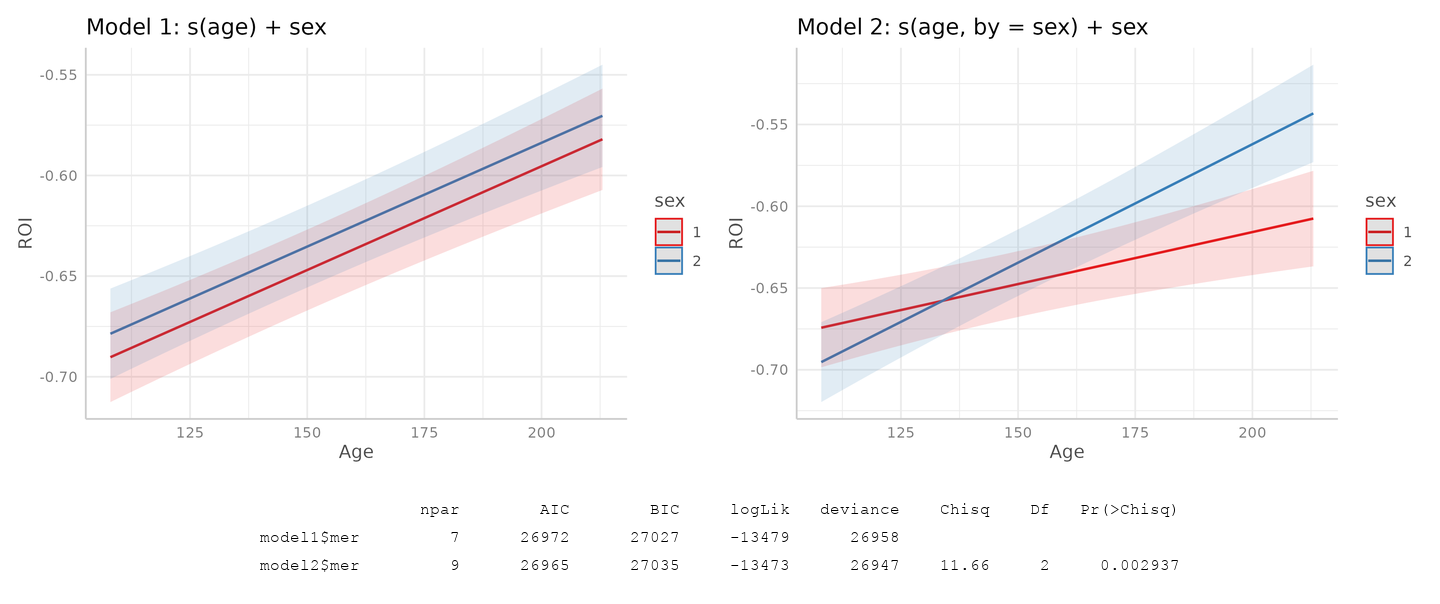 Model 1: s(age) + sex
-0.55
-0.60
-0.65
-0.70
ROI
125 150 175 200
Age
sex
1
2
Model 2: s(age, by = sex) + sex
-0.55
-0.60
-0.65
-0.70
ROI
125 150 175 200
Age
sex
1
2
npar AIC BIC logLik deviance Chisq Df Pr(>Chisq)
model1$mer 7 26972 27027 -13479 26958
model2$mer 9 26965 27035 -13473 26947 11.66 2 0.002937